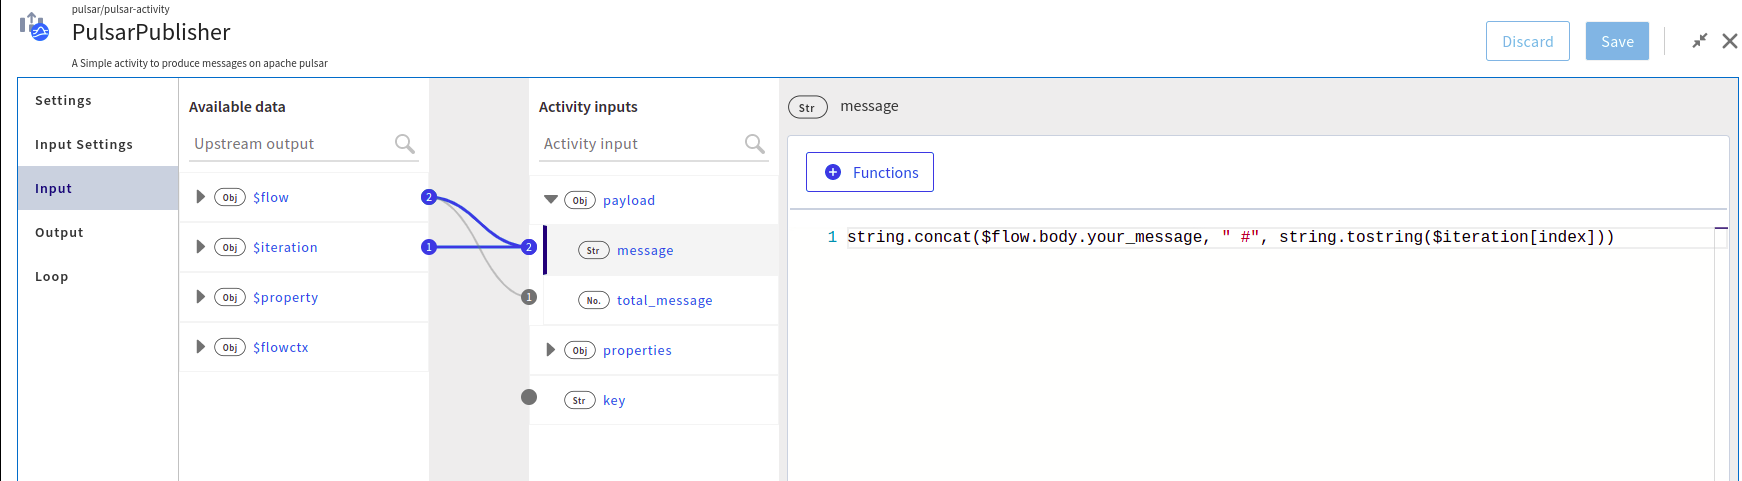 pulsar/pulsar-activity
PulsarPublisher
A Simple activity to produce messages on apache pulsar
Discard
Save
Settings
Input Settings
Input
Output
Loop
Available data
Upstream output
Obj $flow 2
Obj $iteration 1
Obj $property
Obj $flowctx
Activity inputs
Activity input
Obj payload
2 Str message
1 No. total_message
Obj properties
Str key
Str message
Functions
1 string.concat($flow.body.your_message, " #", string.tostring($iteration[index]))